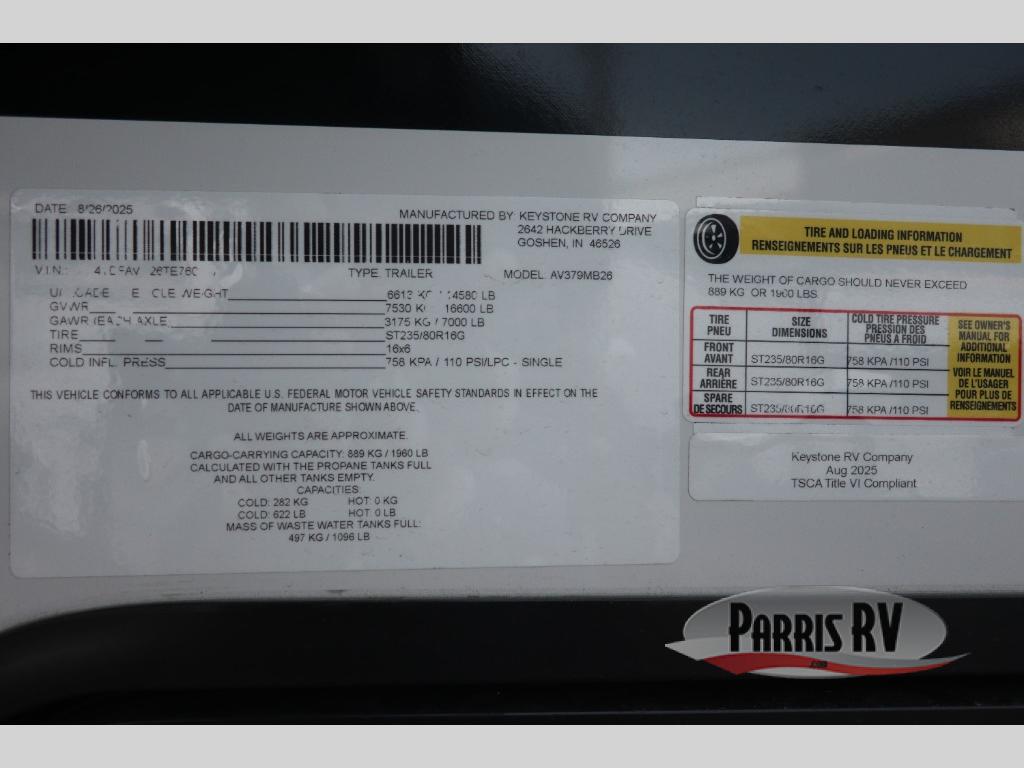 DATE: 8/26/2025
MANUFACTURED BY: KEYSTONE RV COMPANY
2642 HACKBERRY DRIVE
GOSHEN, IN 46526
V.I.N.:
TYPE: TRAILER
MODEL: AV379MB26
WEIGHT 6613 KG / 14580 LB
GVWR 7530 KG / 16600 LB
GAWR (EACH AXLE) 3175 KG / 7000 LB
TIRE ST235/80R16G
RIMS 16x6
COLD INFL. PRESS 758 KPA / 110 PSI/LPC - SINGLE
THIS VEHICLE CONFORMS TO ALL APPLICABLE U.S. FEDERAL MOTOR VEHICLE SAFETY STANDARDS IN EFFECT ON THE
DATE OF MANUFACTURE SHOWN ABOVE.
ALL WEIGHTS ARE APPROXIMATE.
CARGO-CARRYING CAPACITY: 889 KG / 1960 LB
CALCULATED WITH THE PROPANE TANKS FULL
AND ALL OTHER TANKS EMPTY.
CAPACITIES:
COLD: 282 KG HOT: 0 KG
COLD: 622 LB HOT: 0 LB
MASS OF WASTE WATER TANKS FULL:
497 KG / 1096 LB
TIRE AND LOADING INFORMATION
RENSEIGNEMENTS SUR LES PNEUS ET LE CHARGEMENT
THE WEIGHT OF CARGO SHOULD NEVER EXCEED
889 KG OR 1960 LBS
TIRE
PNEU
SIZE
DIMENSIONS
COLD TIRE PRESSURE
PRESSION DES
PNEUS A FROID
FRONT
AVANT
ST235/80R16G
758 KPA /110 PSI
REAR
ARRIÈRE
ST235/80R16G
758 KPA /110 PSI
SPARE
DE SECOURS
ST235/80R16G
758 KPA /110 PSI
SEE OWNER'S
MANUAL FOR
ADDITIONAL
INFORMATION
VOIR LE MANUEL
DE L'USAGER
POUR PLUS DE
RENSEIGNEMENTS
Keystone RV Company
Aug 2025
TSCA Title VI Compliant
PARRIS RV
.com